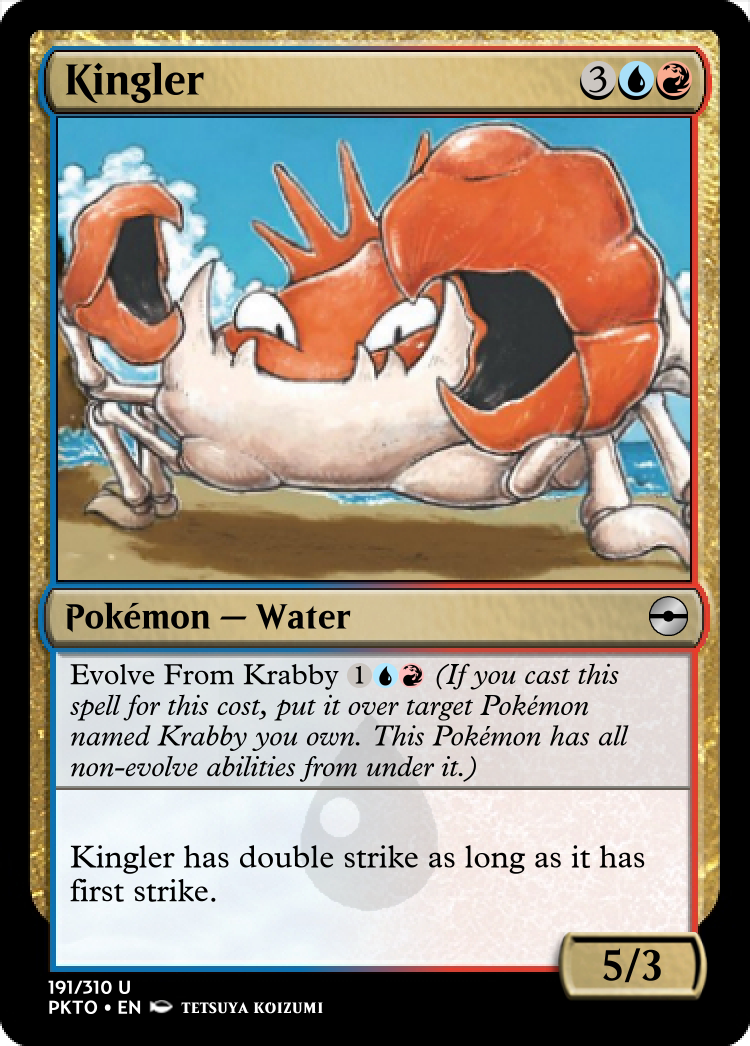 Kingler 3
Pokémon — Water
Evolve From Krabby 1 (If you cast this
spell for this cost, put it over target Pokémon
named Krabby you own. This Pokémon has all
non-evolve abilities from under it.)
Kingler has double strike as long as it has
first strike.
5/3
191/310 U
PKTO • EN TETSUYA KOIZUMI